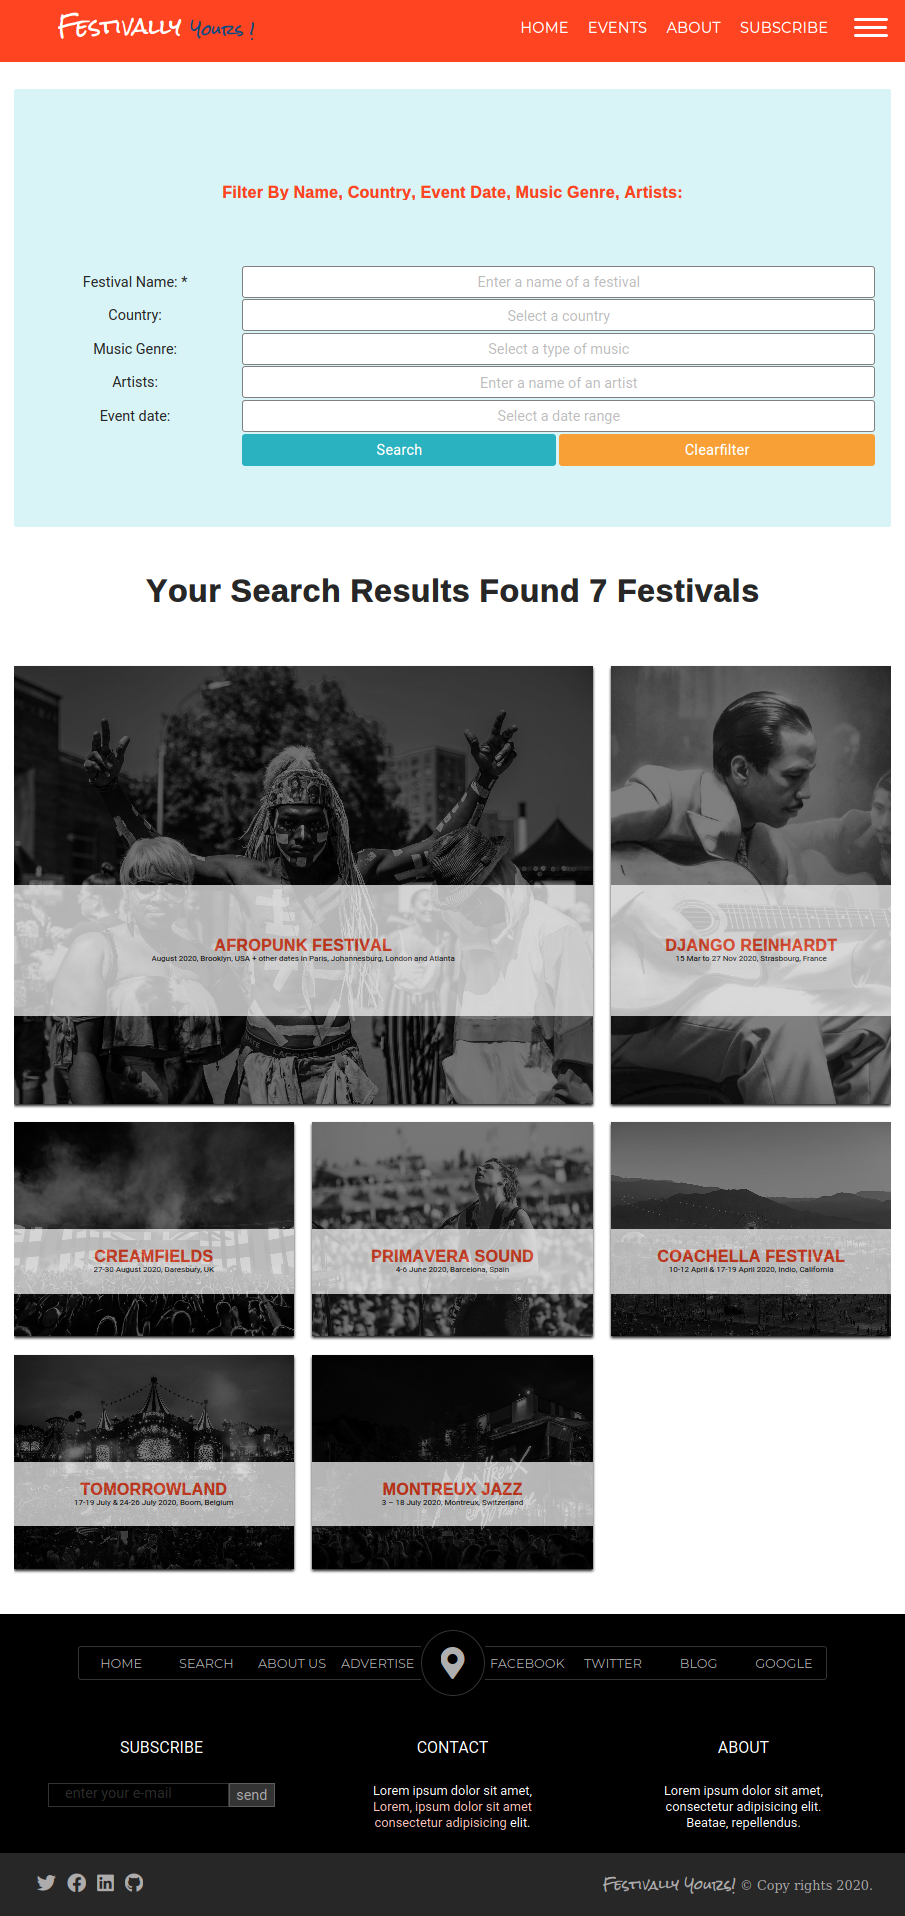 Festivally Yours !
HOME EVENTS ABOUT SUBSCRIBE
Filter By Name, Country, Event Date, Music Genre, Artists:
Festival Name: * Enter a name of a festival
Country: Select a country
Music Genre: Select a type of music
Artists: Enter a name of an artist
Event date: Select a date range
Search Clearfilter
Your Search Results Found 7 Festivals
AFROPUNK FESTIVAL
August 2020, Brooklyn, USA + other dates in Paris, Johannesburg, London and Atlanta
DJANGO REINHARDT
15 Mar to 27 Nov 2020, Strasbourg, France
CREAMFIELDS
27-30 August 2020, Daresbury, UK
PRIMAVERA SOUND
4-6 June 2020, Barcelona, Spain
COACHELLA FESTIVAL
10-12 April & 17-19 April 2020, Indio, California
TOMORROWLAND
17-19 July & 24-26 July 2020, Boom, Belgium
Montreux
MONTREUX JAZZ
3 – 18 July 2020, Montreux, Switzerland
HOME SEARCH ABOUT US ADVERTISE FACEBOOK TWITTER BLOG GOOGLE
SUBSCRIBE
enter your e-mail send
CONTACT
Lorem ipsum dolor sit amet,
Lorem, ipsum dolor sit amet
consectetur adipisicing elit.
ABOUT
Lorem ipsum dolor sit amet,
consectetur adipisicing elit.
Beatae, repellendus.
Festivally Yours! © Copy rights 2020.